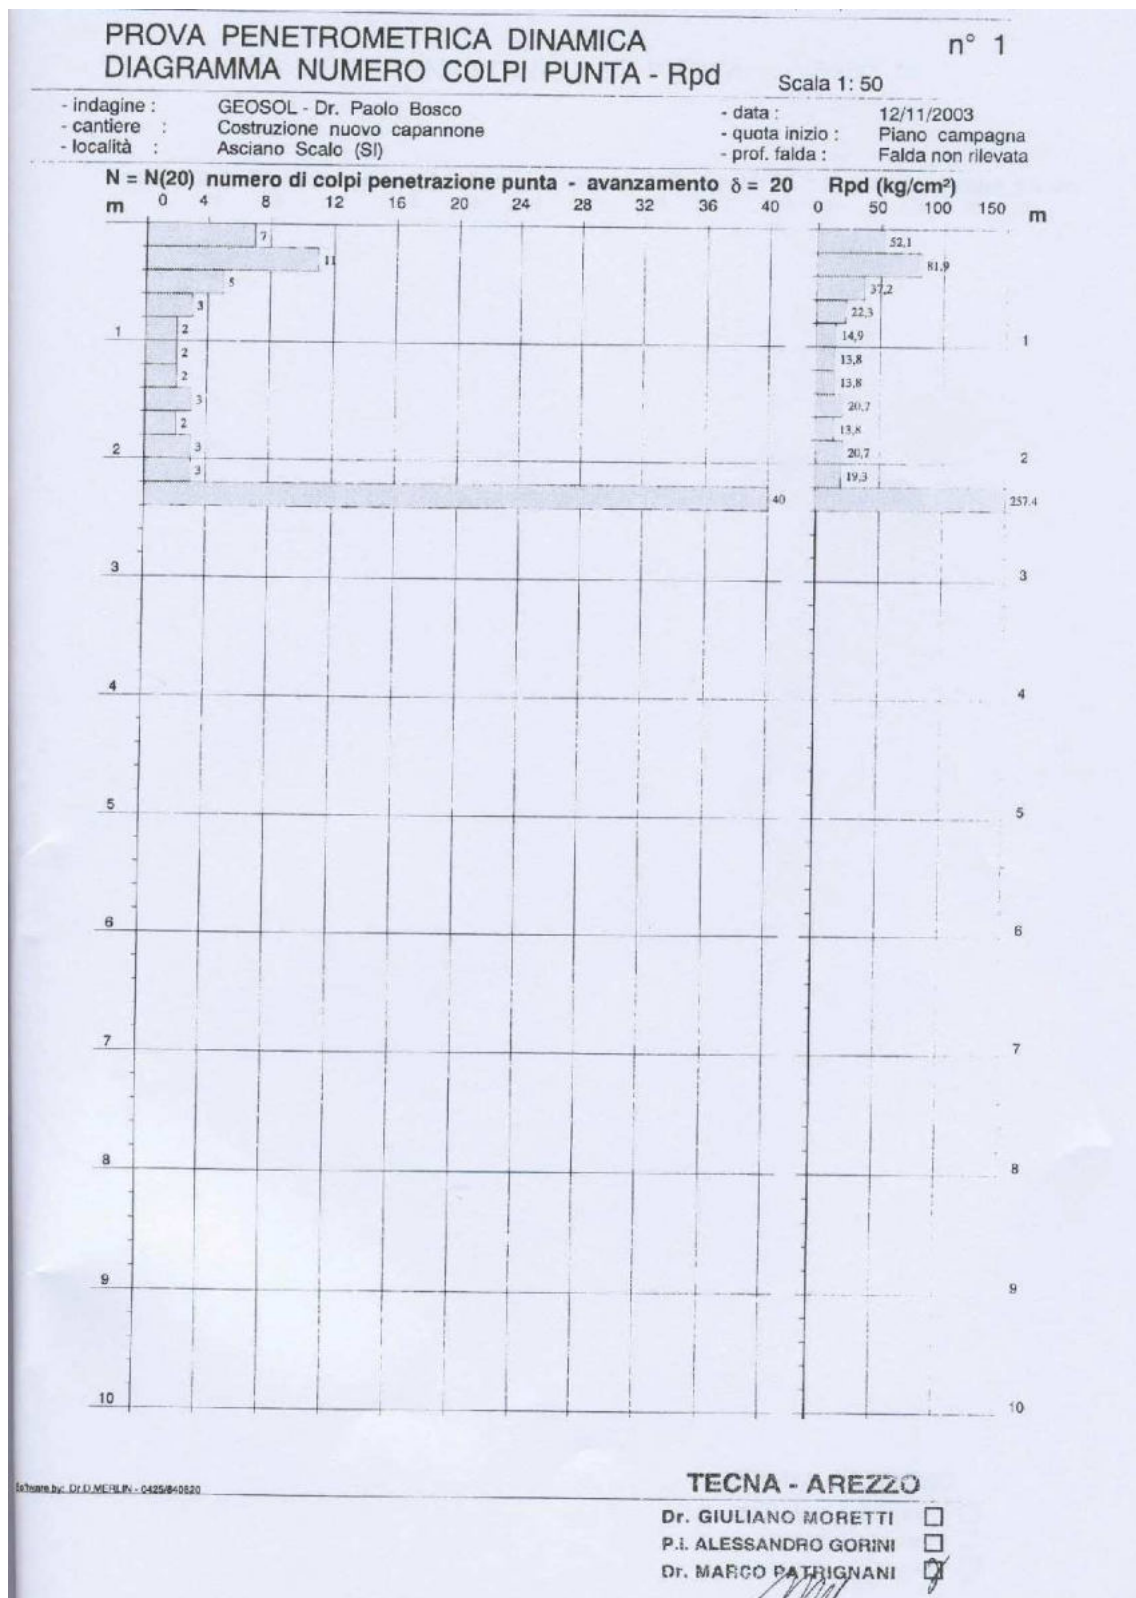 PROVA PENETROMETRICA DINAMICA n° 1
DIAGRAMMA NUMERO COLPI PUNTA - Rpd Scala 1: 50
- indagine : GEOSOL - Dr. Paolo Bosco - data : 12/11/2003
- cantiere : Costruzione nuovo capannone - quota inizio : Piano campagna
- località : Asciano Scalo (SI) - prof. falda : Falda non rilevata
N = N(20) numero di colpi penetrazione punta - avanzamento δ = 20 Rpd (kg/cm²)
m 0 4 8 12 16 20 24 28 32 36 40 0 50 100 150 m
7 52,1
11 81,9
5 37,2
3 22,3
1 2 14,9 1
2 13,8
2 13,8
3 20,7
2 13,8
2 3 20,7 2
3 19,3
40 257,4
3 3
4 4
5 5
6 6
7 7
8 8
9 9
10 10
Software by: Dr.D.MERLIN - 0425/840820
TECNA - AREZZO
Dr. GIULIANO MORETTI
P.i. ALESSANDRO GORINI
Dr. MARCO PATRIGNANI